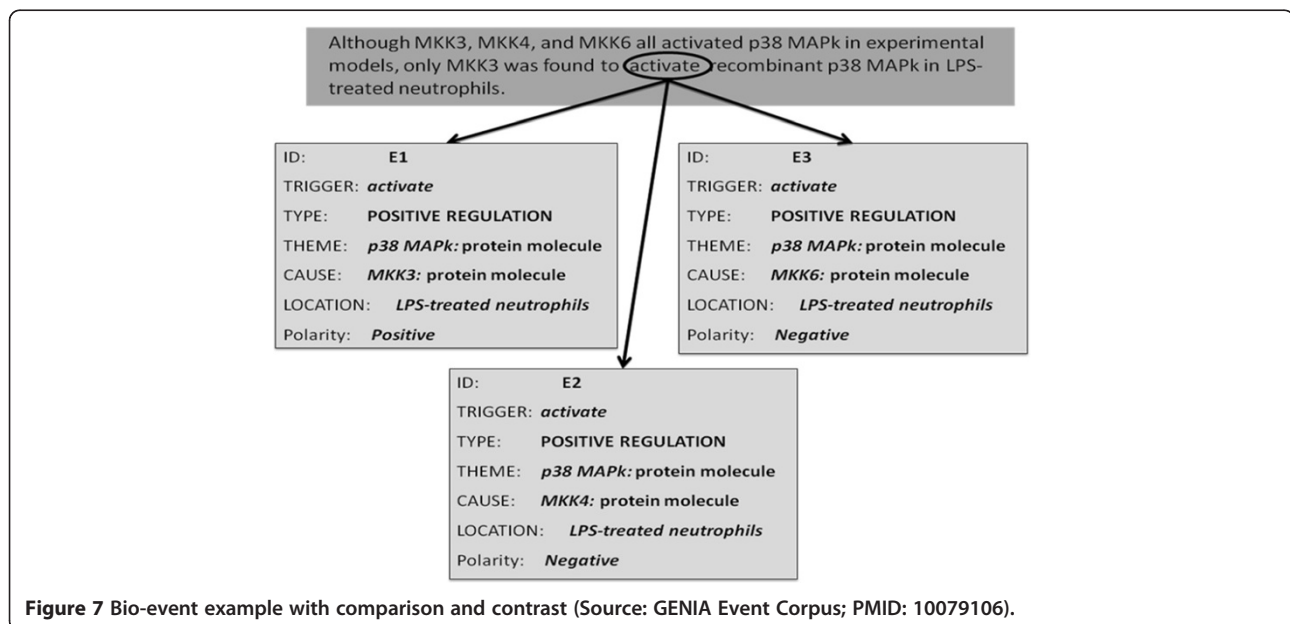 Although MKK3, MKK4, and MKK6 all activated p38 MAPk in experimental
models, only MKK3 was found to activate recombinant p38 MAPk in LPS-
treated neutrophils.
ID: E1
TRIGGER: activate
TYPE: POSITIVE REGULATION
THEME: p38 MAPk: protein molecule
CAUSE: MKK3: protein molecule
LOCATION: LPS-treated neutrophils
Polarity: Positive
ID: E3
TRIGGER: activate
TYPE: POSITIVE REGULATION
THEME: p38 MAPk: protein molecule
CAUSE: MKK6: protein molecule
LOCATION: LPS-treated neutrophils
Polarity: Negative
ID: E2
TRIGGER: activate
TYPE: POSITIVE REGULATION
THEME: p38 MAPk: protein molecule
CAUSE: MKK4: protein molecule
LOCATION: LPS-treated neutrophils
Polarity: Negative
Figure 7 Bio-event example with comparison and contrast (Source: GENIA Event Corpus; PMID: 10079106).